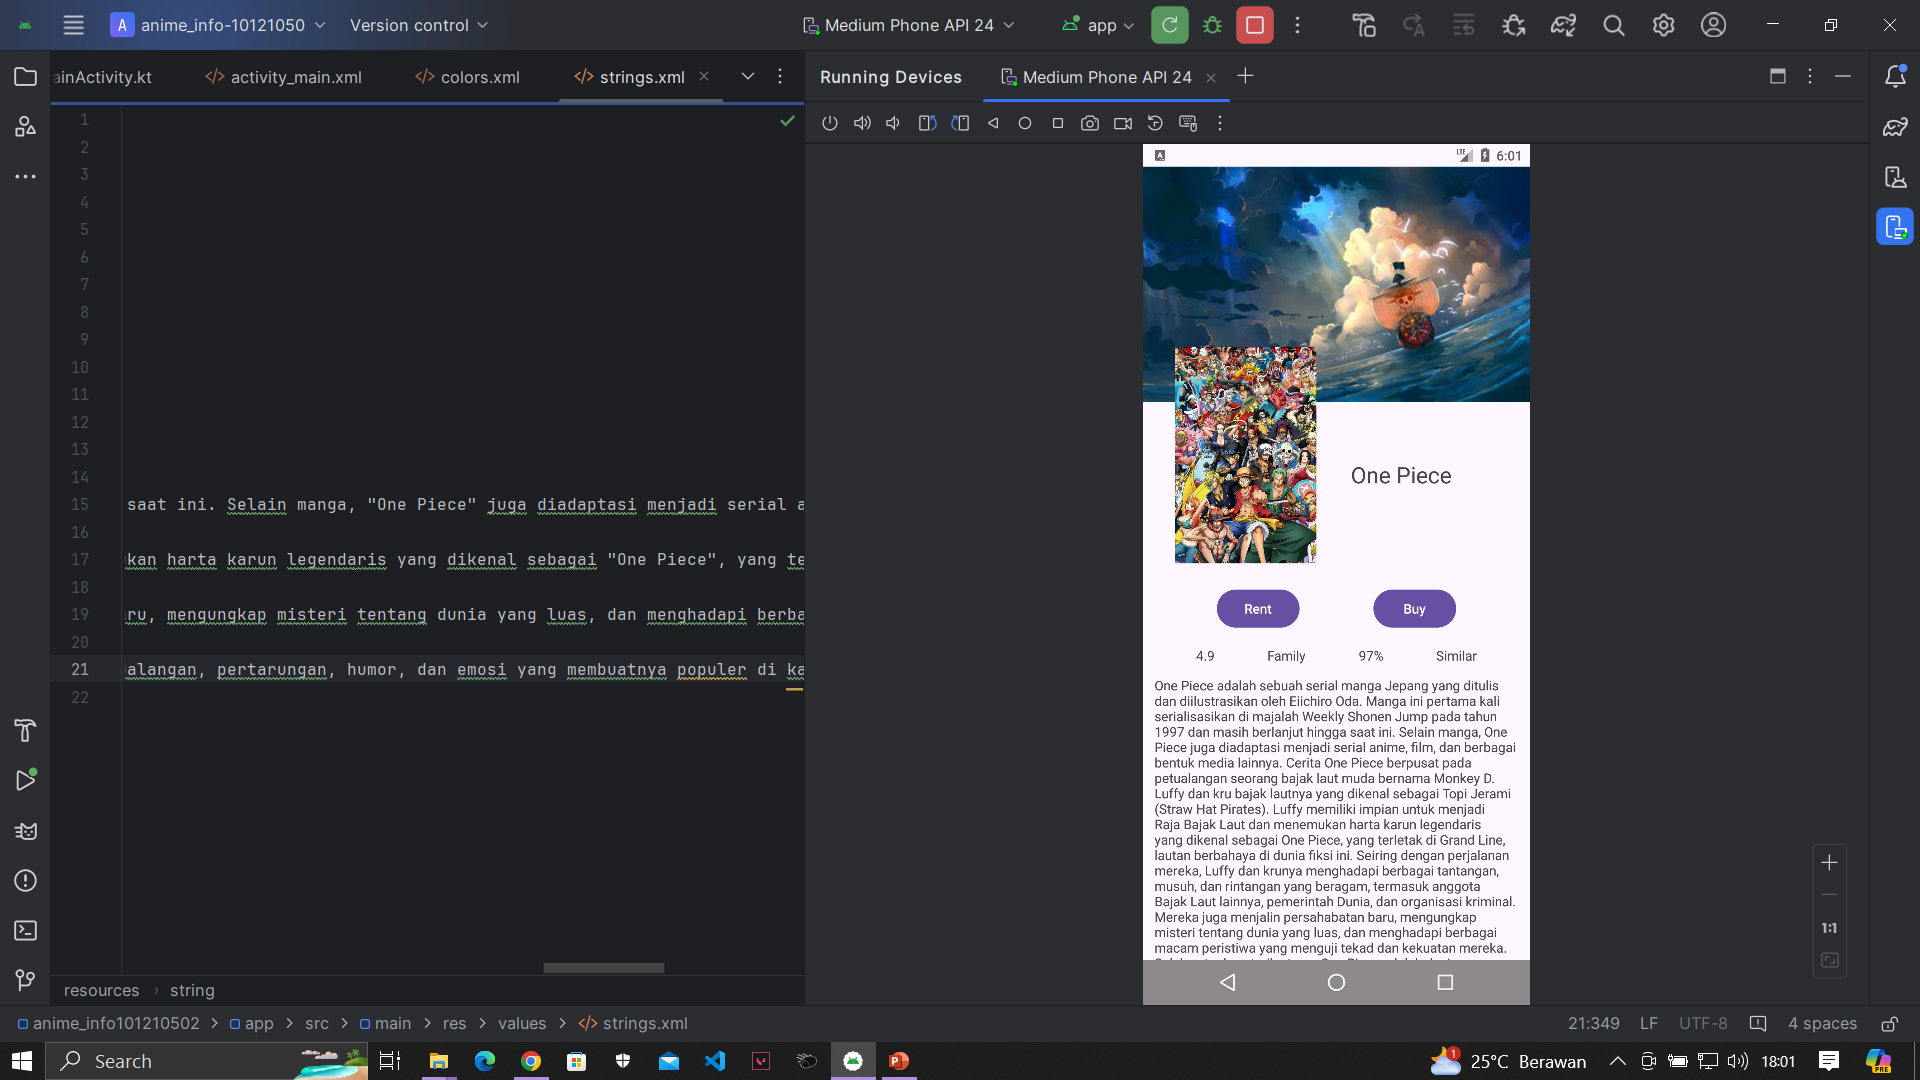 A anime_info-10121050 Version control Medium Phone API 24 app
ainActivity.kt activity_main.xml colors.xml strings.xml Running Devices Medium Phone API 24
1
2
3
4
5
6
7
8
9
10
11
12
13
14
15 saat ini. Selain manga, "One Piece" juga diadaptasi menjadi serial a
16
17 kan harta karun legendaris yang dikenal sebagai "One Piece", yang te
18
19 ru, mengungkap misteri tentang dunia yang luas, dan menghadapi berba
20
21 alangan, pertarungan, humor, dan emosi yang membuatnya populer di ka
22
resources › string
LTE 6:01
One Piece
Rent Buy
4.9 Family 97% Similar
One Piece adalah sebuah serial manga Jepang yang ditulis
dan diilustrasikan oleh Eiichiro Oda. Manga ini pertama kali
serialisasikan di majalah Weekly Shonen Jump pada tahun
1997 dan masih berlanjut hingga saat ini. Selain manga, One
Piece juga diadaptasi menjadi serial anime, film, dan berbagai
bentuk media lainnya. Cerita One Piece berpusat pada
petualangan seorang bajak laut muda bernama Monkey D.
Luffy dan kru bajak lautnya yang dikenal sebagai Topi Jerami
(Straw Hat Pirates). Luffy memiliki impian untuk menjadi
Raja Bajak Laut dan menemukan harta karun legendaris
yang dikenal sebagai One Piece, yang terletak di Grand Line,
lautan berbahaya di dunia fiksi ini. Seiring dengan perjalanan
mereka, Luffy dan krunya menghadapi berbagai tantangan,
musuh, dan rintangan yang beragam, termasuk anggota
Bajak Laut lainnya, pemerintah Dunia, dan organisasi kriminal.
Mereka juga menjalin persahabatan baru, mengungkap
misteri tentang dunia yang luas, dan menghadapi berbagai
macam peristiwa yang menguji tekad dan kekuatan mereka.
1:1
anime_info101210502 > app > src > main > res > values > strings.xml 21:349 LF UTF-8 4 spaces
Search 1 25°C Berawan 18:01 PRE